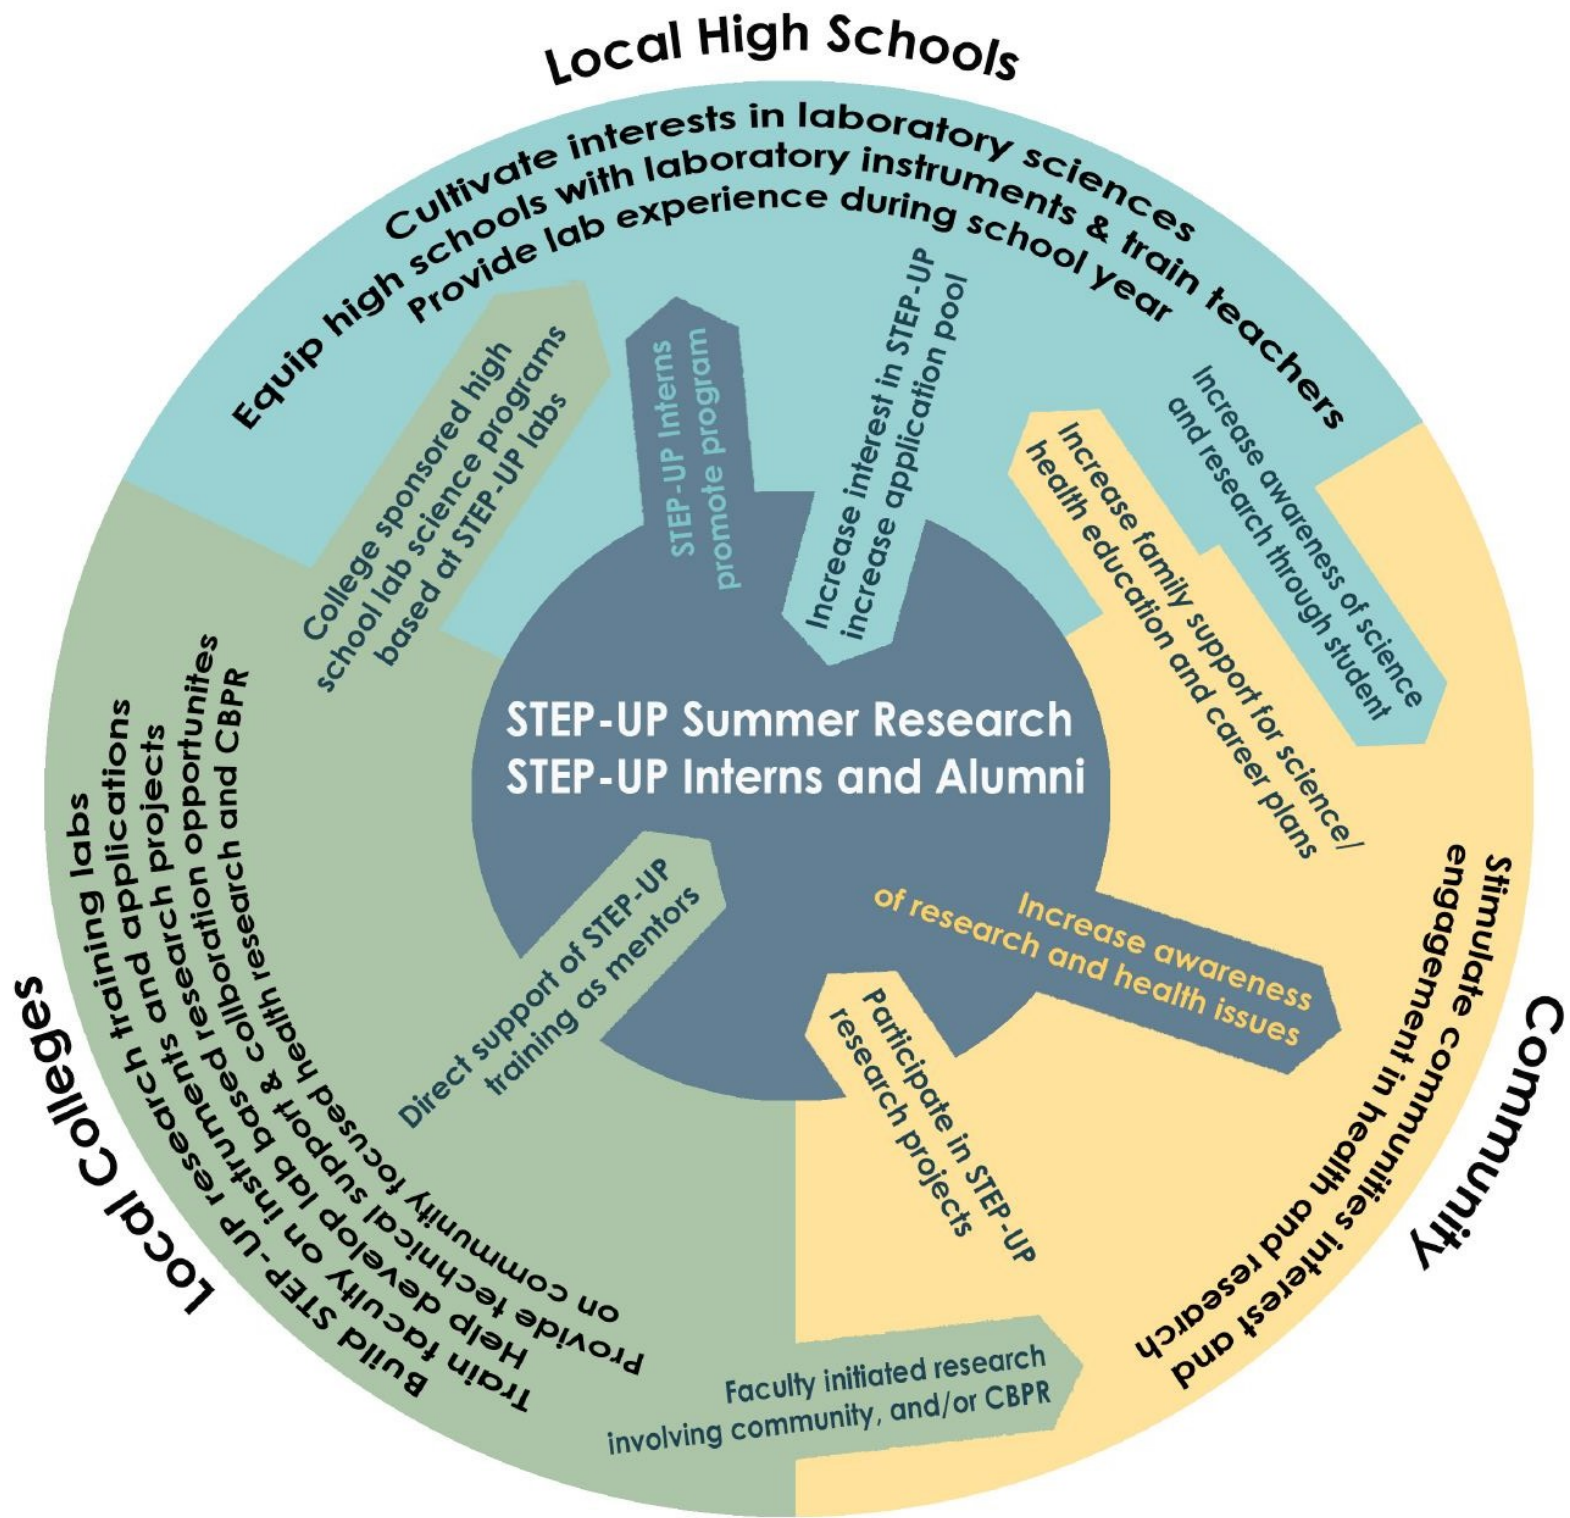 Local High Schools
Cultivate interests in laboratory sciences
Equip high schools with laboratory instruments & train teachers
Provide lab experience during school year
College sponsored high
school lab science programs
based at STEP-UP labs
STEP-UP Interns
promote program
Increase interest in STEP-UP
increase application pool
Increase awareness of science
and research through student
Increase family support for science/
health education and career plans
STEP-UP Summer Research
STEP-UP Interns and Alumni
Direct support of STEP-UP
training as mentors
Increase awareness
of research and health issues
Participate in STEP-UP
research projects
Faculty initiated research
involving community, and/or CBPR
Local Colleges
Build STEP-UP research training labs
Train faculty on instruments and applications
Help develop lab based research projects
Provide technical support & collboration opportunites
on community focused health research and CBPR
Community
Stimulate communities interest and
engagement in health and research